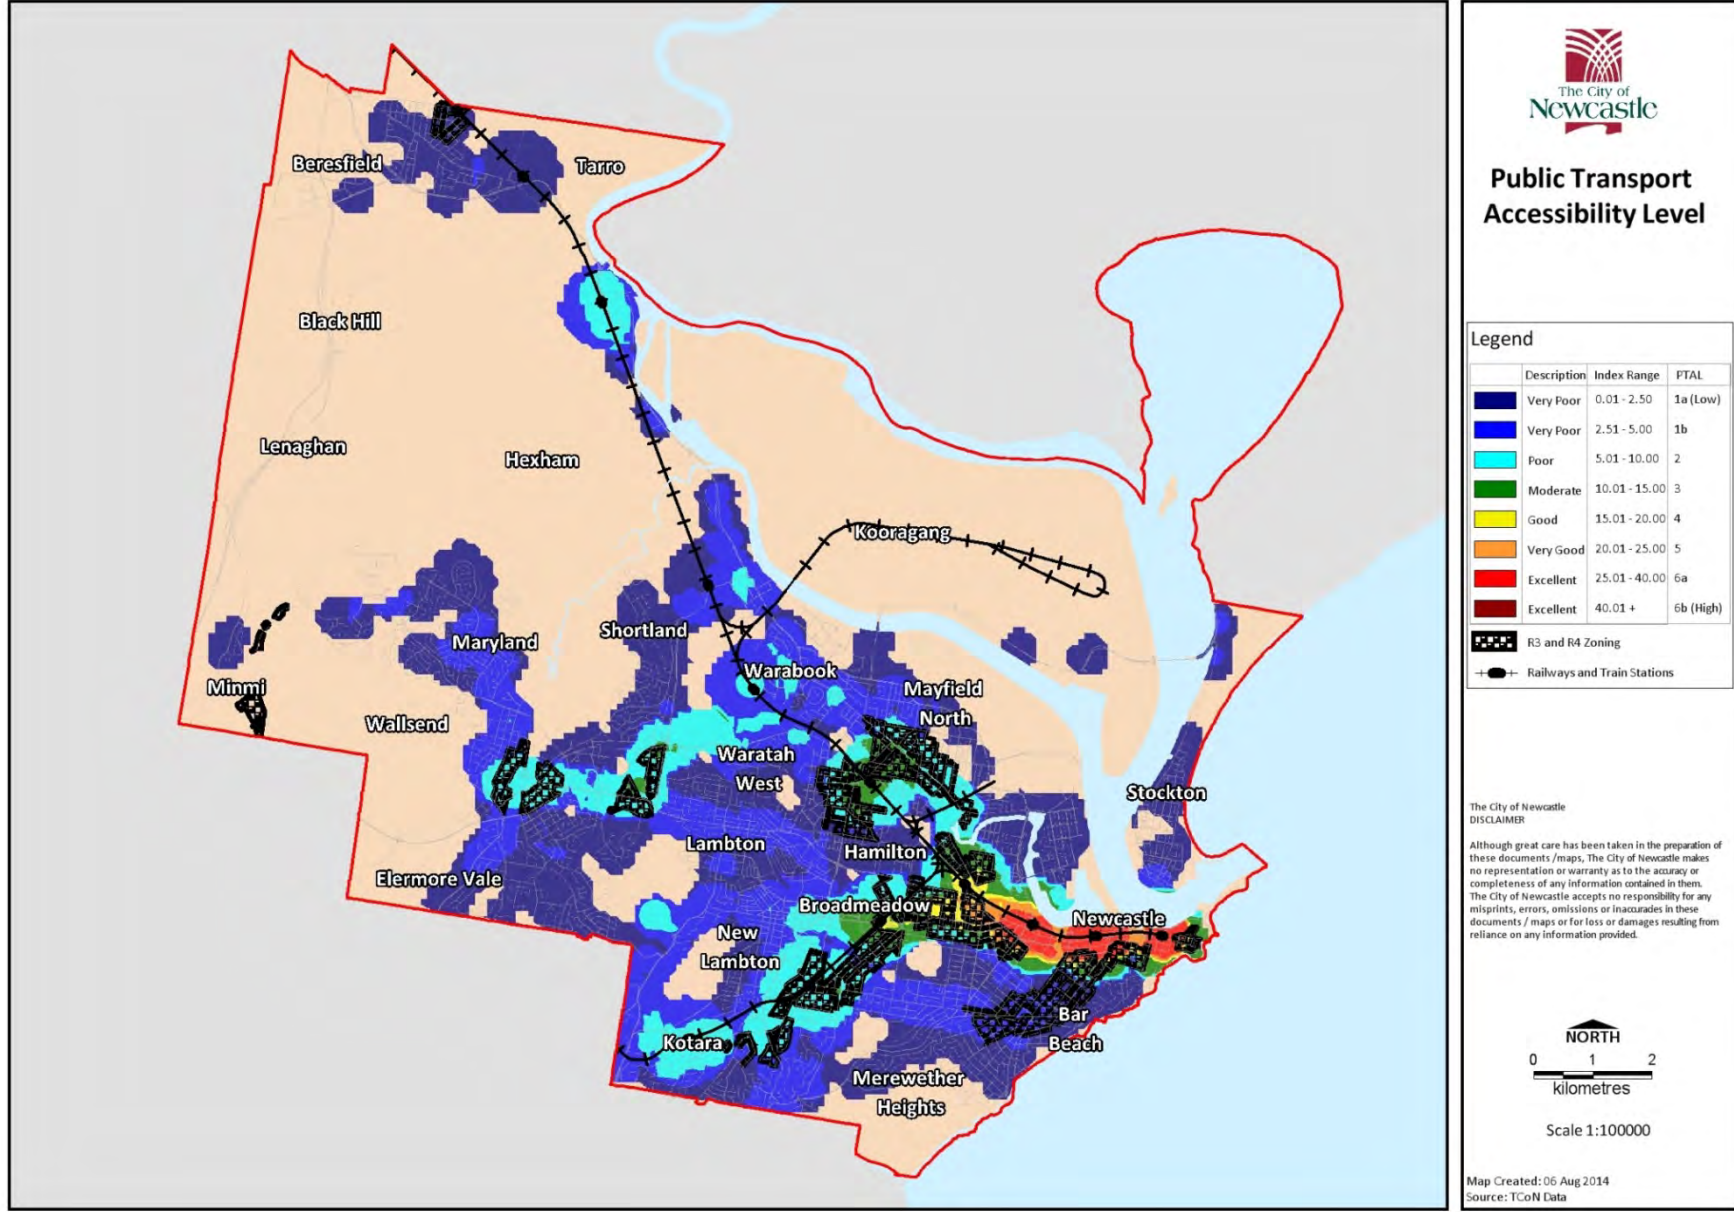 Beresfield
Tarro
Black Hill
Lenaghan
Hexham
Kooragang
Maryland
Shortland
Warabook
Minmi
Mayfield
North
Wallsend
Waratah
West
Stockton
Lambton
Hamilton
Elermore Vale
Broadmeadow
Newcastle
New
Lambton
Bar
Beach
Kotara
Merewether
Heights
The City of
Newcastle
Public Transport
Accessibility Level
Legend
Description Index Range PTAL
Very Poor 0.01 - 2.50 1a (Low)
Very Poor 2.51 - 5.00 1b
Poor 5.01 - 10.00 2
Moderate 10.01 - 15.00 3
Good 15.01 - 20.00 4
Very Good 20.01 - 25.00 5
Excellent 25.01 - 40.00 6a
Excellent 40.01 + 6b (High)
R3 and R4 Zoning
Railways and Train Stations
The City of Newcastle
DISCLAIMER
Although great care has been taken in the preparation of
these documents /maps, The City of Newcastle makes
no representation or warranty as to the accuracy or
completeness of any information contained in them.
The City of Newcastle accepts no responsibility for any
misprints, errors, omissions or inaccuracies in these
documents / maps or for loss or damages resulting from
reliance on any information provided.
NORTH
0 1 2
kilometres
Scale 1:100000
Map Created: 06 Aug 2014
Source: TCoN Data